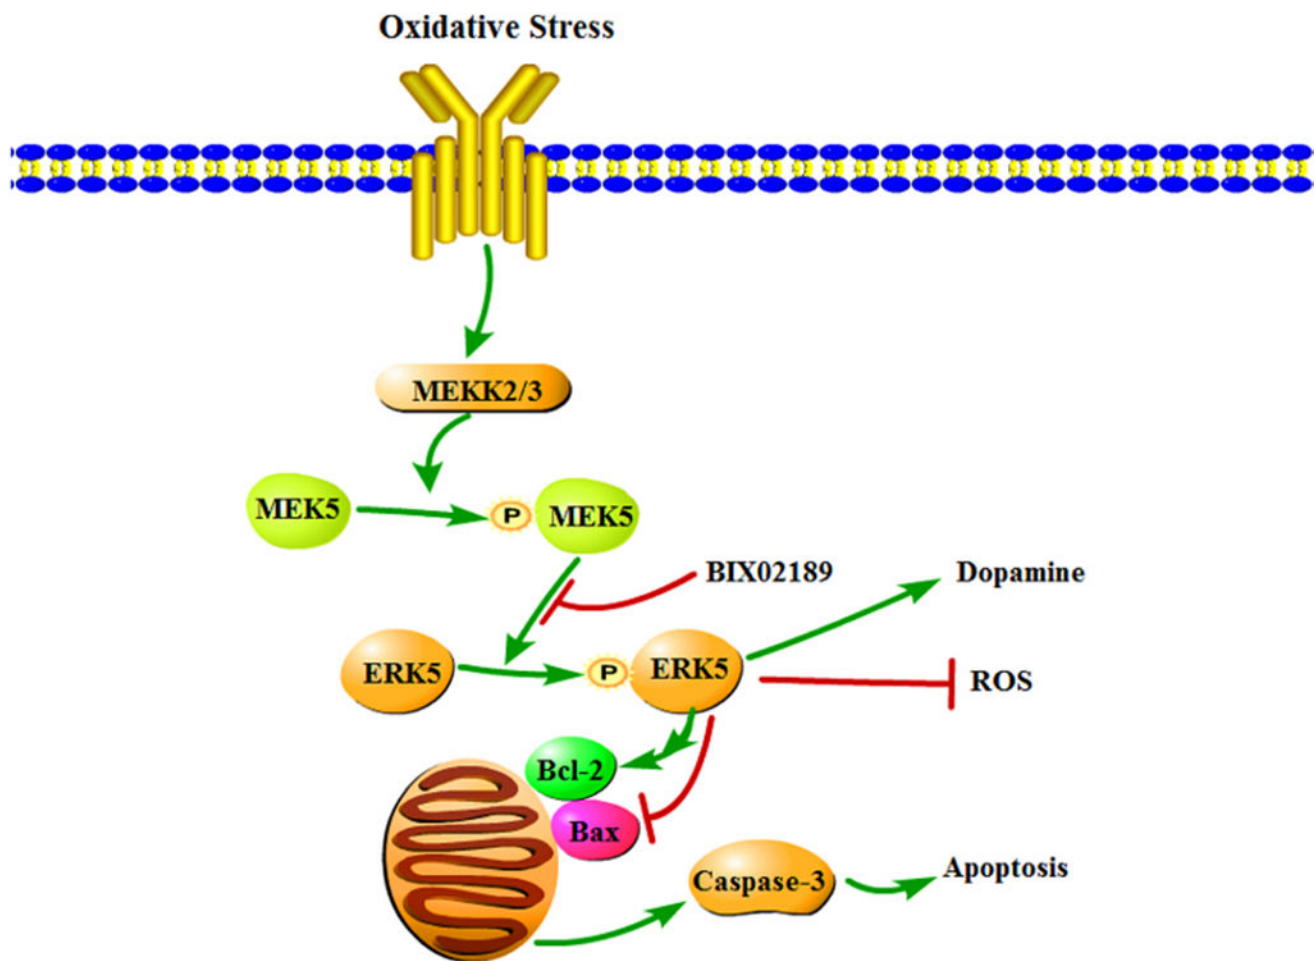 Oxidative Stress
MEKK2/3
MEK5
P
MEK5
BIX02189
Dopamine
ERK5
P
ERK5
ROS
Bcl-2
Bax
Caspase-3
Apoptosis